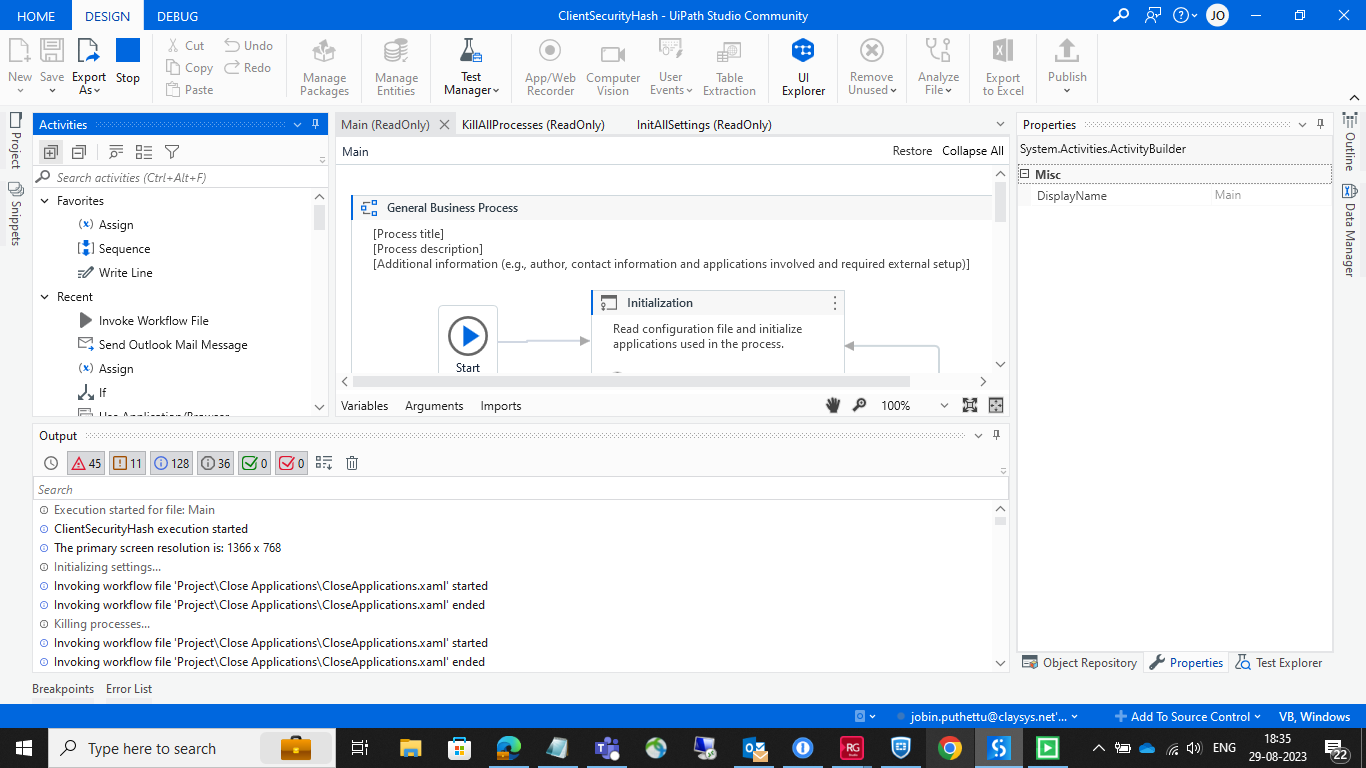 HOME DESIGN DEBUG ClientSecurityHash - UiPath Studio Community JO
New Save Export As Stop Cut Copy Paste Undo Redo Manage Packages Manage Entities Test Manager App/Web Recorder Computer Vision User Events Table Extraction UI Explorer Remove Unused Analyze File Export to Excel Publish
Project
Snippets
Activities
Search activities (Ctrl+Alt+F)
Favorites
Assign
Sequence
Write Line
Recent
Invoke Workflow File
Send Outlook Mail Message
Assign
If
Use Application/Browser
Main (ReadOnly) KillAllProcesses (ReadOnly) InitAllSettings (ReadOnly)
Main Restore Collapse All
General Business Process
[Process title]
[Process description]
[Additional information (e.g., author, contact information and applications involved and required external setup)]
Initialization
Read configuration file and initialize
applications used in the process.
Start
Variables Arguments Imports 100%
Properties
System.Activities.ActivityBuilder
Misc
DisplayName Main
Outline
Data Manager
Output
45 11 128 36 0 0
Search
Execution started for file: Main
ClientSecurityHash execution started
The primary screen resolution is: 1366 x 768
Initializing settings...
Invoking workflow file 'Project\Close Applications\CloseApplications.xaml' started
Invoking workflow file 'Project\Close Applications\CloseApplications.xaml' ended
Killing processes...
Invoking workflow file 'Project\Close Applications\CloseApplications.xaml' started
Invoking workflow file 'Project\Close Applications\CloseApplications.xaml' ended
Object Repository Properties Test Explorer
Breakpoints Error List
jobin.puthettu@claysys.net'... Add To Source Control VB, Windows
Type here to search RG ENG 18:35
29-08-2023 22